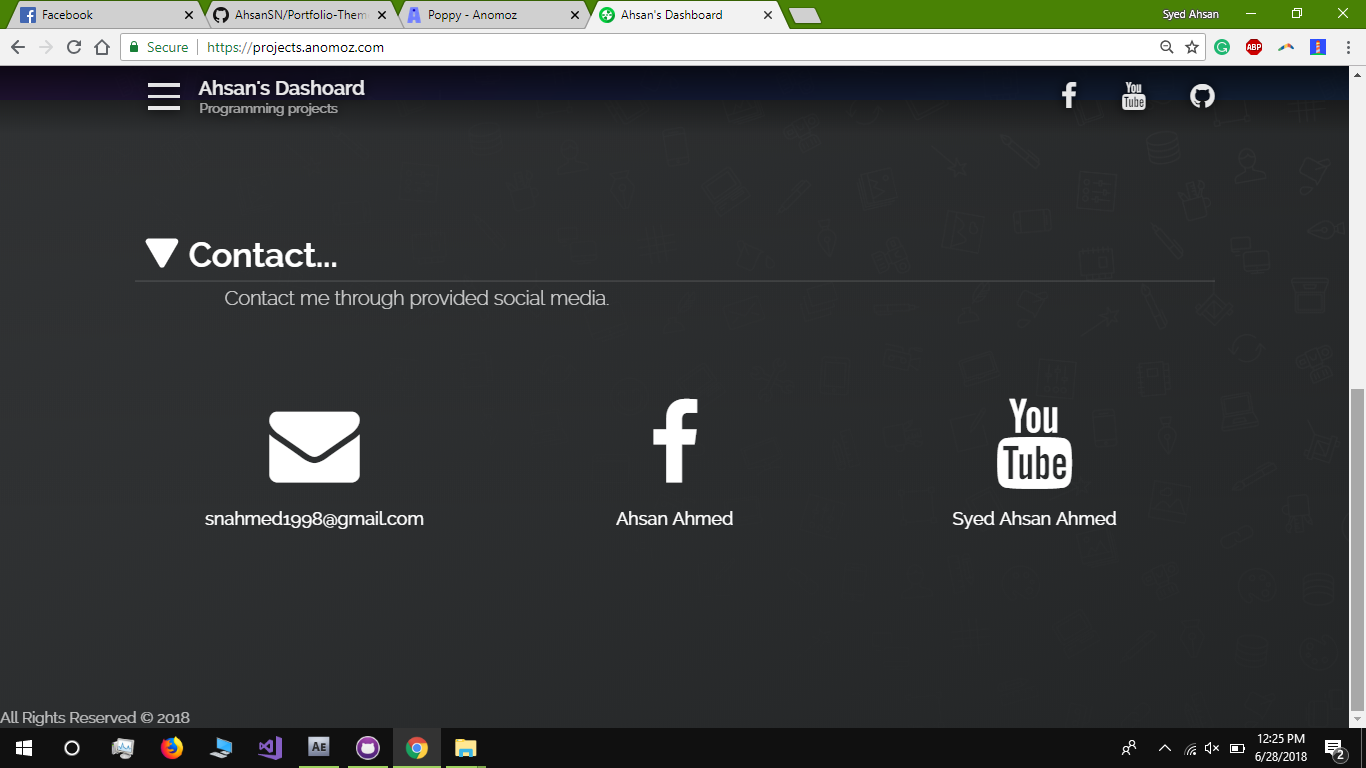 Facebook
AhsanSN/Portfolio-Them
Poppy - Anomoz
Ahsan's Dashboard
Syed Ahsan
Secure
https://projects.anomoz.com
ABP
Ahsan's Dashoard
Programming projects
You
Tube
Contact...
Contact me through provided social media.
You
Tube
snahmed1998@gmail.com
Ahsan Ahmed
Syed Ahsan Ahmed
All Rights Reserved © 2018
Ae
12:25 PM
6/28/2018
2